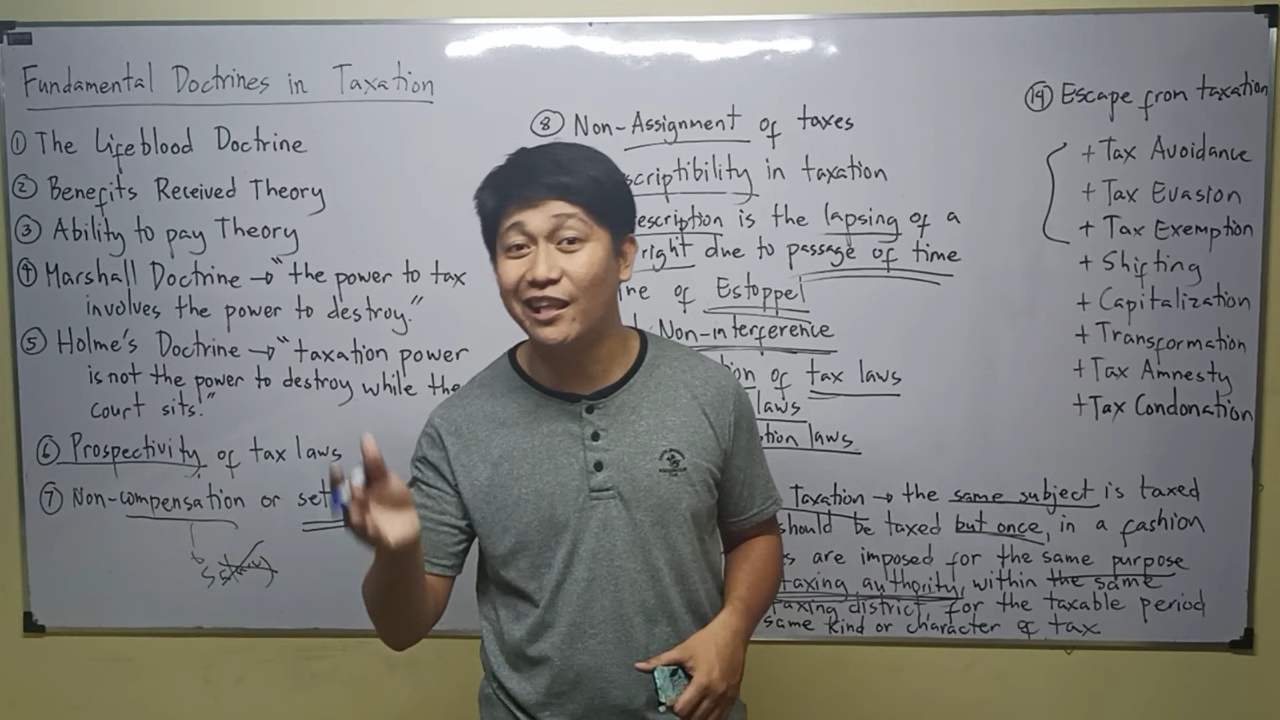 Fundamental Doctrines in Taxation
① The Lifeblood Doctrine
② Benefits Received Theory
③ Ability to pay Theory
④ Marshall Doctrine → "the power to tax
involves the power to destroy."
⑤ Holme's Doctrine → "taxation power
is not the power to destroy while the
court sits."
⑥ Prospectivity of tax laws
⑦ Non-compensation or set
⑧ Non-Assignment of taxes
scriptibility in taxation
escription is the lapsing of a
right due to passage of time
ine of Estoppel
Non-interference
ion of tax laws
laws
ption laws.
Taxation → the same subject is taxed
should be taxed but once, in a fashion
s are imposed for the same purpose
taxing authority, within the same
Taxing district, for the taxable period
same kind or character of tax
⑭ Escape from taxation
+ Tax Avoidance
+ Tax Evasion
+ Tax Exemption
+ Shifting
+ Capitalization
+ Transformation
+ Tax Amnesty
+ Tax Condonation